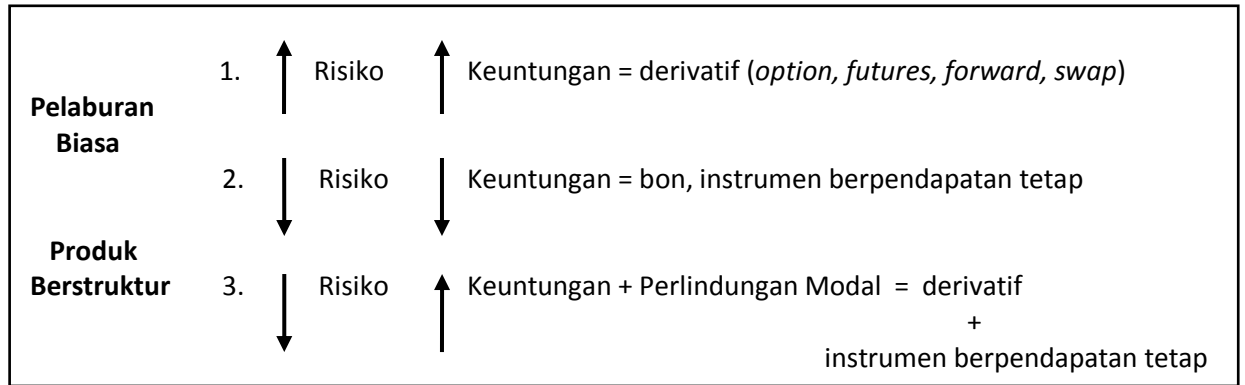 1. Risiko Keuntungan = derivatif (option, futures, forward, swap)
Pelaburan
Biasa
2. Risiko Keuntungan = bon, instrumen berpendapatan tetap
Produk
Berstruktur 3. Risiko Keuntungan + Perlindungan Modal = derivatif
+
instrumen berpendapatan tetap